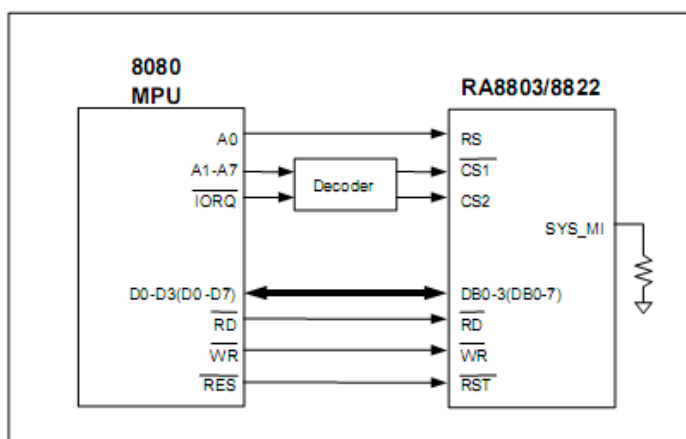 8080
MPU
RA8803/8822
A0
RS
A1-A7
Decoder
CS1
IORQ
CS2
SYS_MI
D0-D3(D0-D7)
DB0-3(DB0-7)
RD
RD
WR
WR
RES
RST